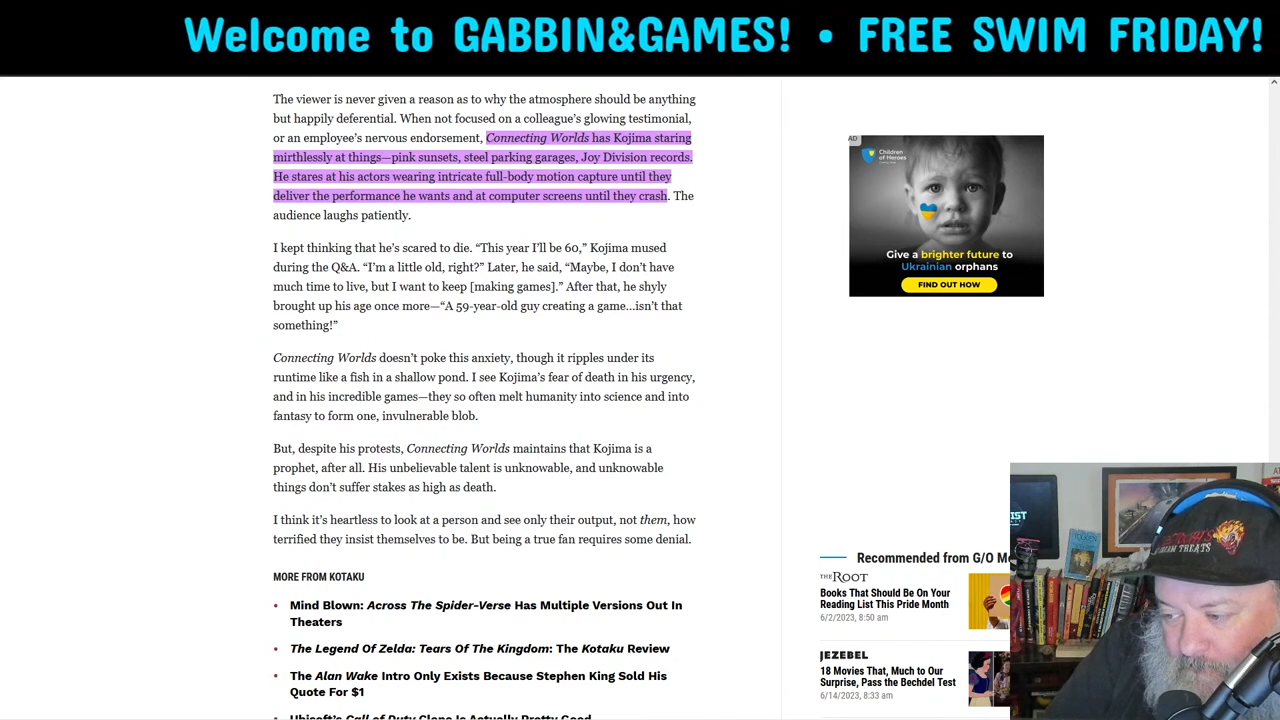 Welcome to GABBIN&GAMES! • FREE SWIM FRIDAY!
The viewer is never given a reason as to why the atmosphere should be anything
but happily deferential. When not focused on a colleague's glowing testimonial,
or an employee's nervous endorsement, Connecting Worlds has Kojima staring
mirthlessly at things—pink sunsets, steel parking garages, Joy Division records.
He stares at his actors wearing intricate full-body motion capture until they
deliver the performance he wants and at computer screens until they crash. The
audience laughs patiently.
I kept thinking that he's scared to die. “This year I'll be 60,” Kojima mused
during the Q&A. “I'm a little old, right?” Later, he said, “Maybe, I don't have
much time to live, but I want to keep [making games].” After that, he shyly
brought up his age once more—“A 59-year-old guy creating a game…isn't that
something!”
Connecting Worlds doesn't poke this anxiety, though it ripples under its
runtime like a fish in a shallow pond. I see Kojima's fear of death in his urgency,
and in his incredible games—they so often melt humanity into science and into
fantasy to form one, invulnerable blob.
But, despite his protests, Connecting Worlds maintains that Kojima is a
prophet, after all. His unbelievable talent is unknowable, and unknowable
things don't suffer stakes as high as death.
I think it's heartless to look at a person and see only their output, not them, how
terrified they insist themselves to be. But being a true fan requires some denial.
MORE FROM KOTAKU
• Mind Blown: Across The Spider-Verse Has Multiple Versions Out In
Theaters
• The Legend Of Zelda: Tears Of The Kingdom: The Kotaku Review
• The Alan Wake Intro Only Exists Because Stephen King Sold His
Quote For $1
• Ubisoft's Call of Duty Clone Is Actually Pretty Good
AD
Children
of Heroes
Give a brighter future to
Ukrainian orphans
FIND OUT HOW
Recommended from G/O M
THE ROOT
Books That Should Be On Your
Reading List This Pride Month
6/2/2023, 8:50 am
JEZEBEL
18 Movies That, Much to Our
Surprise, Pass the Bechdel Test
6/14/2023, 8:33 am